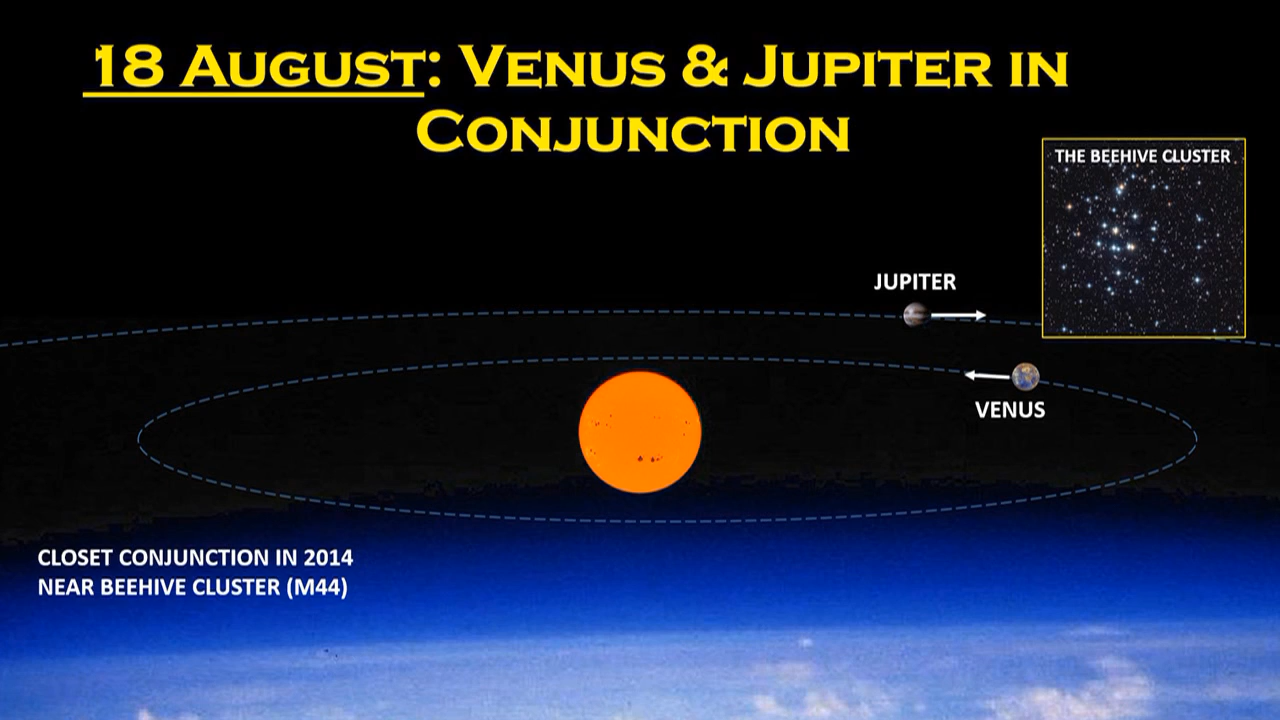 18 August: Venus & Jupiter in
Conjunction
THE BEEHIVE CLUSTER
JUPITER
VENUS
CLOSET CONJUNCTION IN 2014
NEAR BEEHIVE CLUSTER (M44)